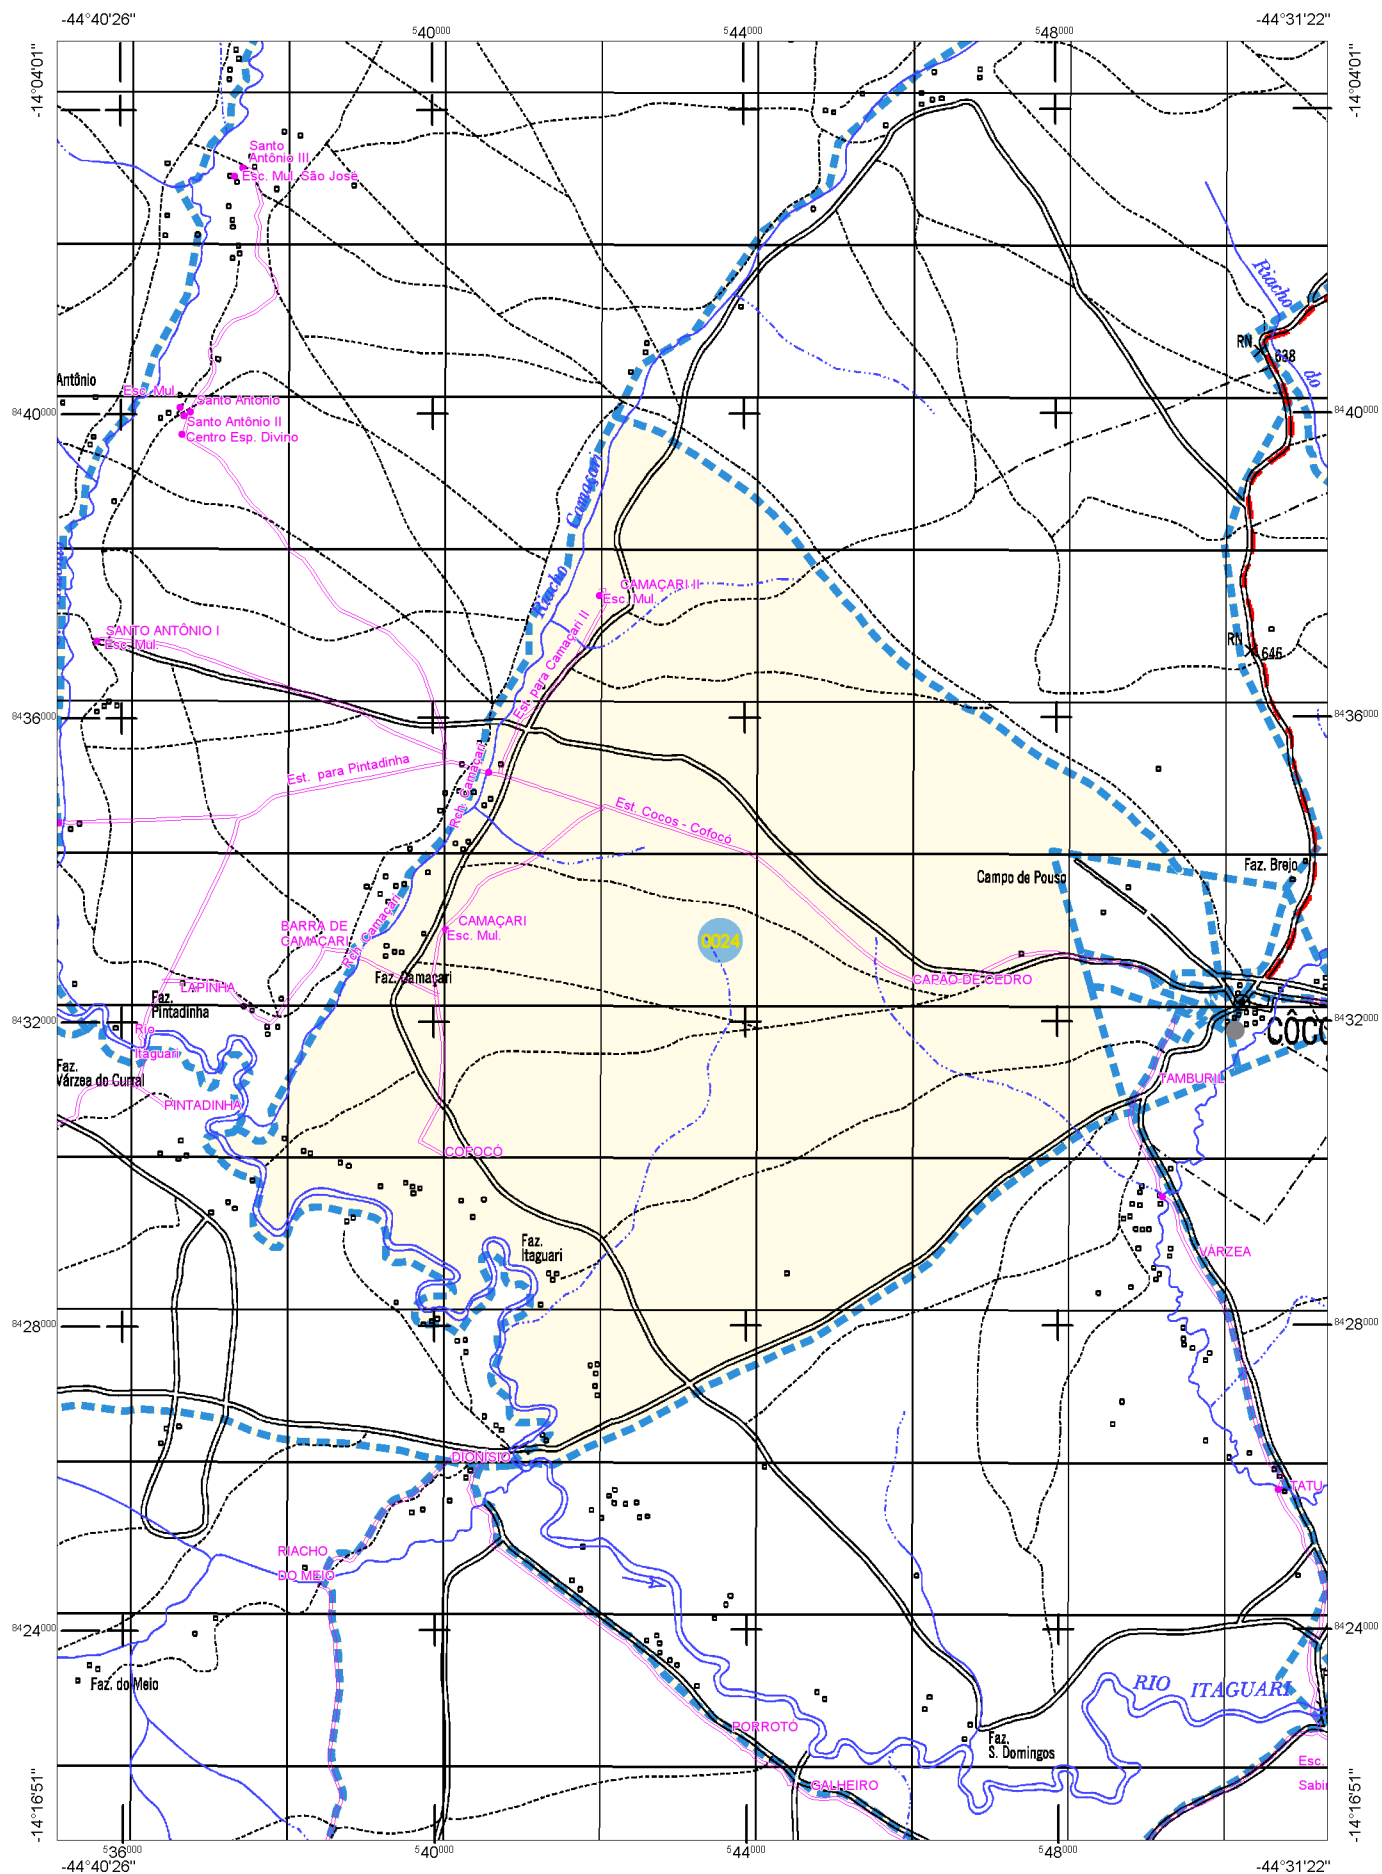 -44°40'26"
-44°31'22"
540000
544000
548000
-14°04'01"
-14°04'01"
Santo
Antônio III
Esc. Mul. São José
Riacho
do
RN
638
Antônio
Esc. Mul.
Santo Antonio
Santo Antônio II
Centro Esp. Divino
8440000
8440000
Riacho Camaçari
CAMAÇARI II
Esc. Mul.
SANTO ANTÔNIO I
Esc. Mul.
RN
646
Est. para Camaçari II
8436000
8436000
Est. para Pintadinha
Rch. Camaçari
Est. Cocos - Cofocó
Campo de Pouso
Faz. Brejo
BARRA DE
CAMAÇARI
CAMAÇARI
Esc. Mul.
0024
Rch. Camaçari
Faz. Camaçari
CAPÃO DE CEDRO
LAPINHA
Faz.
Pintadinha
8432000
8432000
Rio
Itaguari
CÔCO
Faz.
Várzea do Curral
PINTADINHA
TAMBURIL
COFOCÓ
Faz.
Itaguari
VÁRZEA
8428000
8428000
DIONÍSIO
TATU
RIACHO
DO MEIO
8424000
8424000
Faz. do Meio
RIO ITAGUARI
PORROTÓ
Faz.
S. Domingos
GALHEIRO
Esc.
Sabi
-14°16'51"
-14°16'51"
536000
540000
544000
548000
-44°40'26"
-44°31'22"